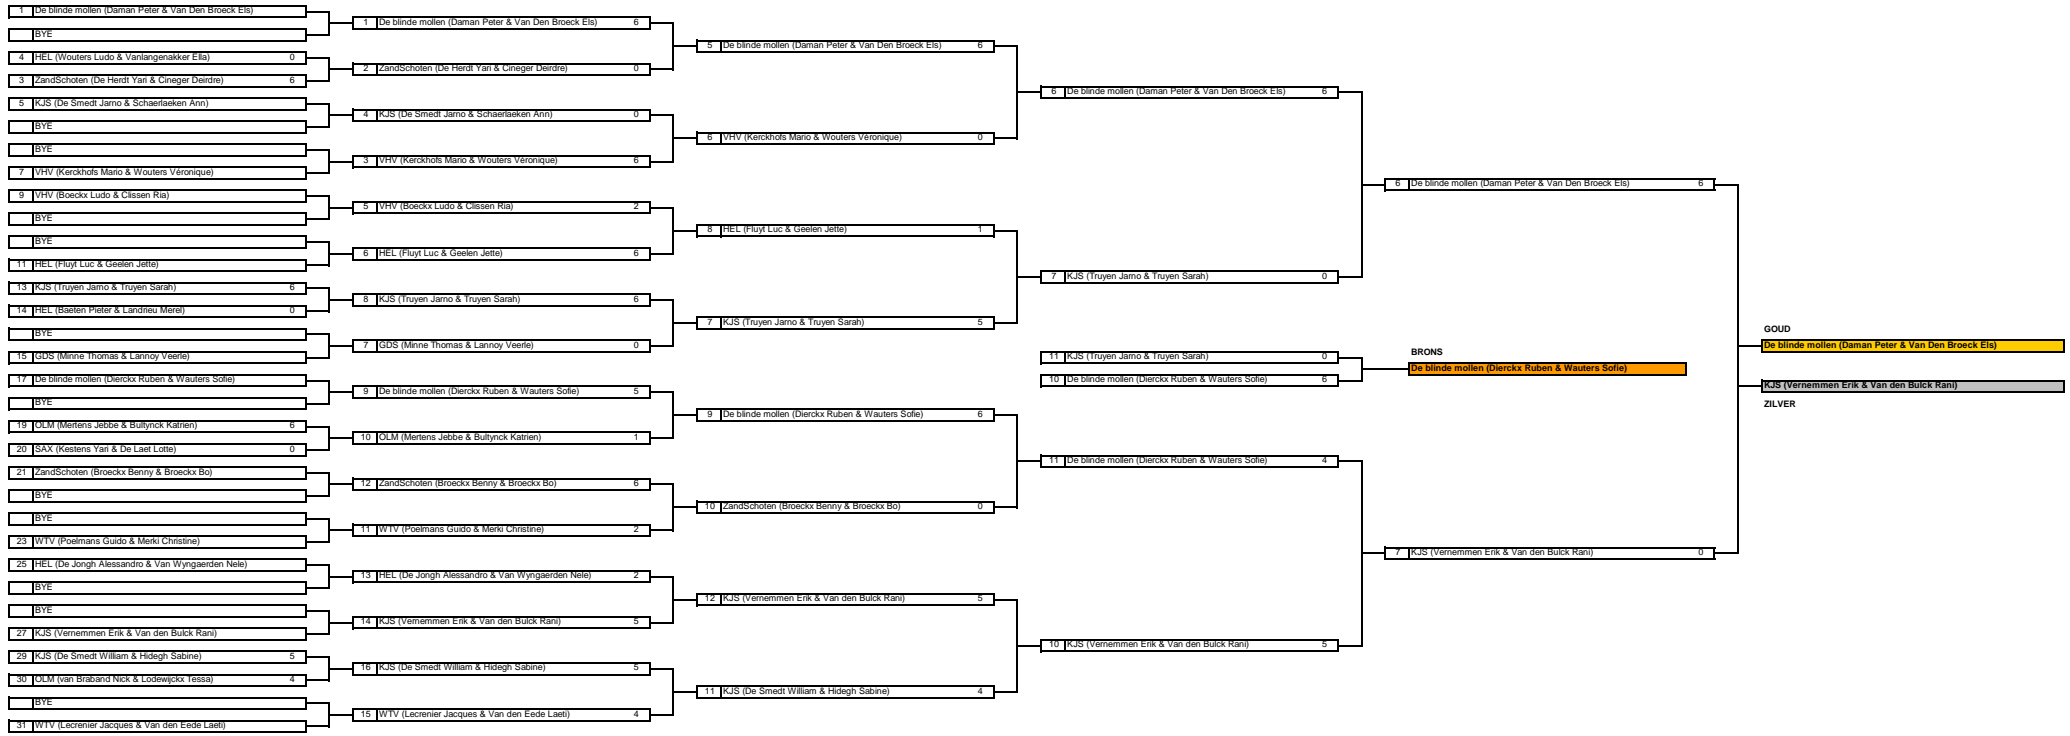 1 De blinde mollen (Daman Peter & Van Den Broeck Els)
BYE
4 HEL (Wouters Ludo & Vanlangenakker Ella) 0
3 ZandSchoten (De Herdt Yari & Cineger Deirdre) 6
5 KJS (De Smedt Jarno & Schaerlaeken Ann)
BYE
BYE
7 VHV (Kerckhofs Mario & Wouters Véronique)
9 VHV (Boeckx Ludo & Clissen Ria)
BYE
BYE
11 HEL (Fluyt Luc & Geelen Jette)
13 KJS (Truyen Jarno & Truyen Sarah) 6
14 HEL (Baeten Pieter & Landrieu Merel) 0
BYE
15 GDS (Minne Thomas & Lannoy Veerle)
17 De blinde mollen (Dierckx Ruben & Wauters Sofie)
BYE
19 OLM (Mertens Jebbe & Bultynck Katrien) 6
20 SAX (Kestens Yari & De Laet Lotte) 0
21 ZandSchoten (Broeckx Benny & Broeckx Bo)
BYE
BYE
23 WTV (Poelmans Guido & Merki Christine)
25 HEL (De Jongh Alessandro & Van Wyngaerden Nele)
BYE
BYE
27 KJS (Vernemmen Erik & Van den Bulck Rani)
29 KJS (De Smedt William & Hidegh Sabine) 5
30 OLM (van Braband Nick & Lodewijckx Tessa) 4
BYE
31 WTV (Lecrenier Jacques & Van den Eede Laeti)
1 De blinde mollen (Daman Peter & Van Den Broeck Els) 6
2 ZandSchoten (De Herdt Yari & Cineger Deirdre) 0
4 KJS (De Smedt Jarno & Schaerlaeken Ann) 0
3 VHV (Kerckhofs Mario & Wouters Véronique) 6
5 VHV (Boeckx Ludo & Clissen Ria) 2
6 HEL (Fluyt Luc & Geelen Jette) 6
8 KJS (Truyen Jarno & Truyen Sarah) 6
7 GDS (Minne Thomas & Lannoy Veerle) 0
9 De blinde mollen (Dierckx Ruben & Wauters Sofie) 5
10 OLM (Mertens Jebbe & Bultynck Katrien) 1
12 ZandSchoten (Broeckx Benny & Broeckx Bo) 6
11 WTV (Poelmans Guido & Merki Christine) 2
13 HEL (De Jongh Alessandro & Van Wyngaerden Nele) 2
14 KJS (Vernemmen Erik & Van den Bulck Rani) 5
16 KJS (De Smedt William & Hidegh Sabine) 5
15 WTV (Lecrenier Jacques & Van den Eede Laeti) 4
5 De blinde mollen (Daman Peter & Van Den Broeck Els) 6
6 VHV (Kerckhofs Mario & Wouters Véronique) 0
8 HEL (Fluyt Luc & Geelen Jette) 1
7 KJS (Truyen Jarno & Truyen Sarah) 5
9 De blinde mollen (Dierckx Ruben & Wauters Sofie) 6
10 ZandSchoten (Broeckx Benny & Broeckx Bo) 0
12 KJS (Vernemmen Erik & Van den Bulck Rani) 5
11 KJS (De Smedt William & Hidegh Sabine) 4
6 De blinde mollen (Daman Peter & Van Den Broeck Els) 6
7 KJS (Truyen Jarno & Truyen Sarah) 0
11 KJS (Truyen Jarno & Truyen Sarah) 0
10 De blinde mollen (Dierckx Ruben & Wauters Sofie) 6
11 De blinde mollen (Dierckx Ruben & Wauters Sofie) 4
10 KJS (Vernemmen Erik & Van den Bulck Rani) 5
6 De blinde mollen (Daman Peter & Van Den Broeck Els) 6
BRONS
De blinde mollen (Dierckx Ruben & Wauters Sofie)
7 KJS (Vernemmen Erik & Van den Bulck Rani) 0
GOUD
De blinde mollen (Daman Peter & Van Den Broeck Els)
KJS (Vernemmen Erik & Van den Bulck Rani)
ZILVER